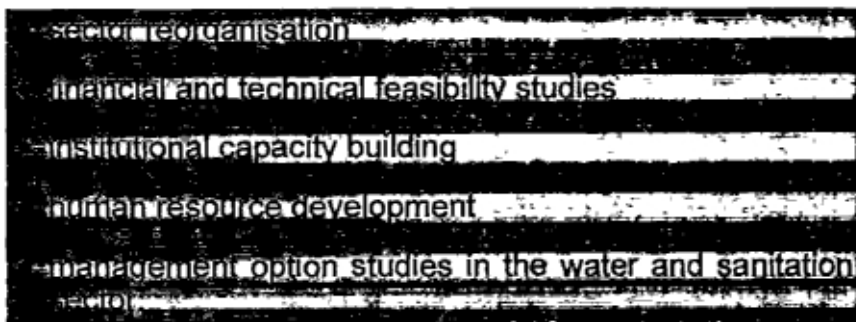 sector reorganisation
financial and technical feasibility studies
institutional capacity building
human resource development
management option studies in the water and sanitation
sector